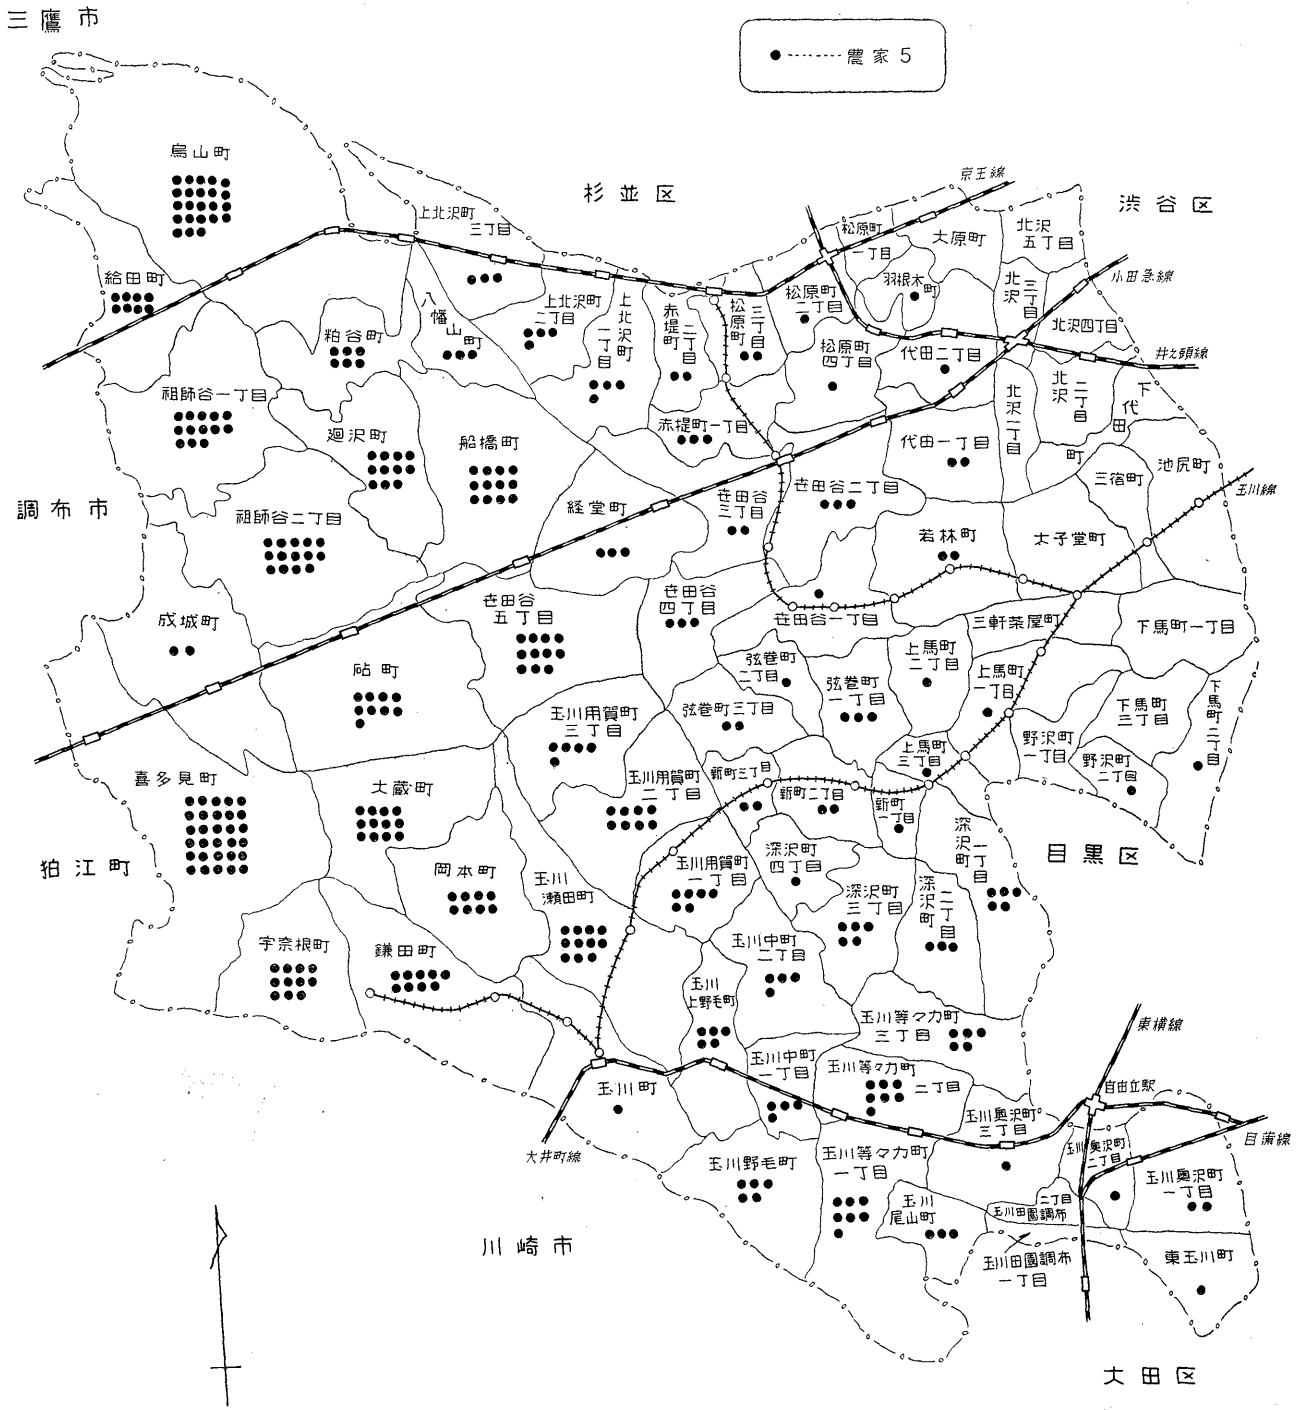 三鷹市
農家 5
烏山町
杉並区
京王線
渋谷区
上北沢町
三丁目
松原町
一丁目
大原町
北沢
五丁目
給田町
羽根木町
北沢
三丁目
小田急線
八幡山町
上北沢町
二丁目
上北沢町
一丁目
赤堤町
二丁目
松原町
三丁目
松原町
二丁目
北沢四丁目
粕谷町
松原町
四丁目
代田二丁目
井之頭線
祖師谷一丁目
廻沢町
船橋町
赤堤町一丁目
代田一丁目
北沢一丁目
北沢
二丁目
下代田町
三宿町
池尻町
玉川線
調布市
祖師谷二丁目
経堂町
世田谷
三丁目
世田谷二丁目
若林町
太子堂町
成城町
世田谷
五丁目
世田谷
四丁目
世田谷一丁目
三軒茶屋町
下馬町一丁目
砧町
弦巻町
二丁目
弦巻町
一丁目
上馬町
二丁目
上馬町
一丁目
玉川用賀町
三丁目
弦巻町三丁目
下馬町
三丁目
下馬町二丁目
野沢町
一丁目
野沢町
二丁目
上馬町
三丁目
喜多見町
大蔵町
玉川用賀町
二丁目
新町三丁目
新町二丁目
新町
一丁目
狛江町
岡本町
玉川
瀬田町
玉川用賀町
一丁目
深沢町
四丁目
深沢町
三丁目
深沢町
二丁目
深沢町
一丁目
目黒区
宇奈根町
鎌田町
玉川中町
二丁目
玉川
上野毛町
玉川等々力町
三丁目
東横線
玉川町
玉川中町
一丁目
玉川等々力町
二丁目
玉川奥沢町
三丁目
自由丘駅
目蒲線
大井町線
玉川野毛町
玉川等々力町
一丁目
玉川奥沢町
二丁目
玉川奥沢町
一丁目
玉川
尾山町
二丁目
玉川田園調布
川崎市
玉川田園調布
一丁目
東玉川町
大田区